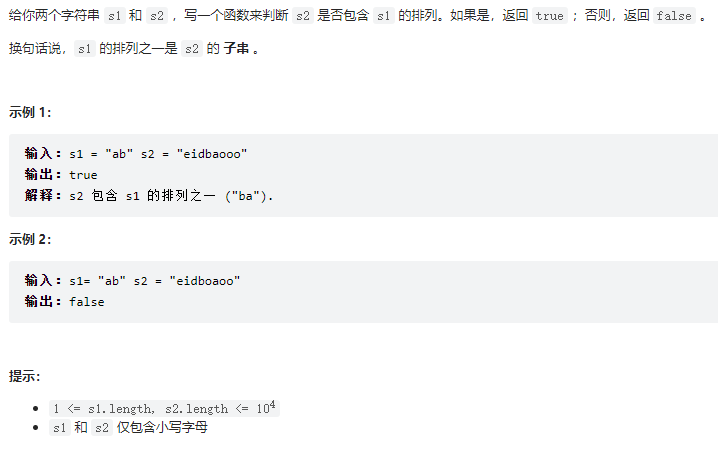 给你两个字符串 s1 和 s2 ，写一个函数来判断 s2 是否包含 s1 的排列。如果是，返回 true ；否则，返回 false 。
换句话说，s1 的排列之一是 s2 的 子串 。
示例 1：
输入：s1 = "ab" s2 = "eidbaooo"
输出：true
解释：s2 包含 s1 的排列之一 ("ba").
示例 2：
输入：s1= "ab" s2 = "eidboaoo"
输出：false
提示：
• 1 <= s1.length, s2.length <= 10⁴
• s1 和 s2 仅包含小写字母